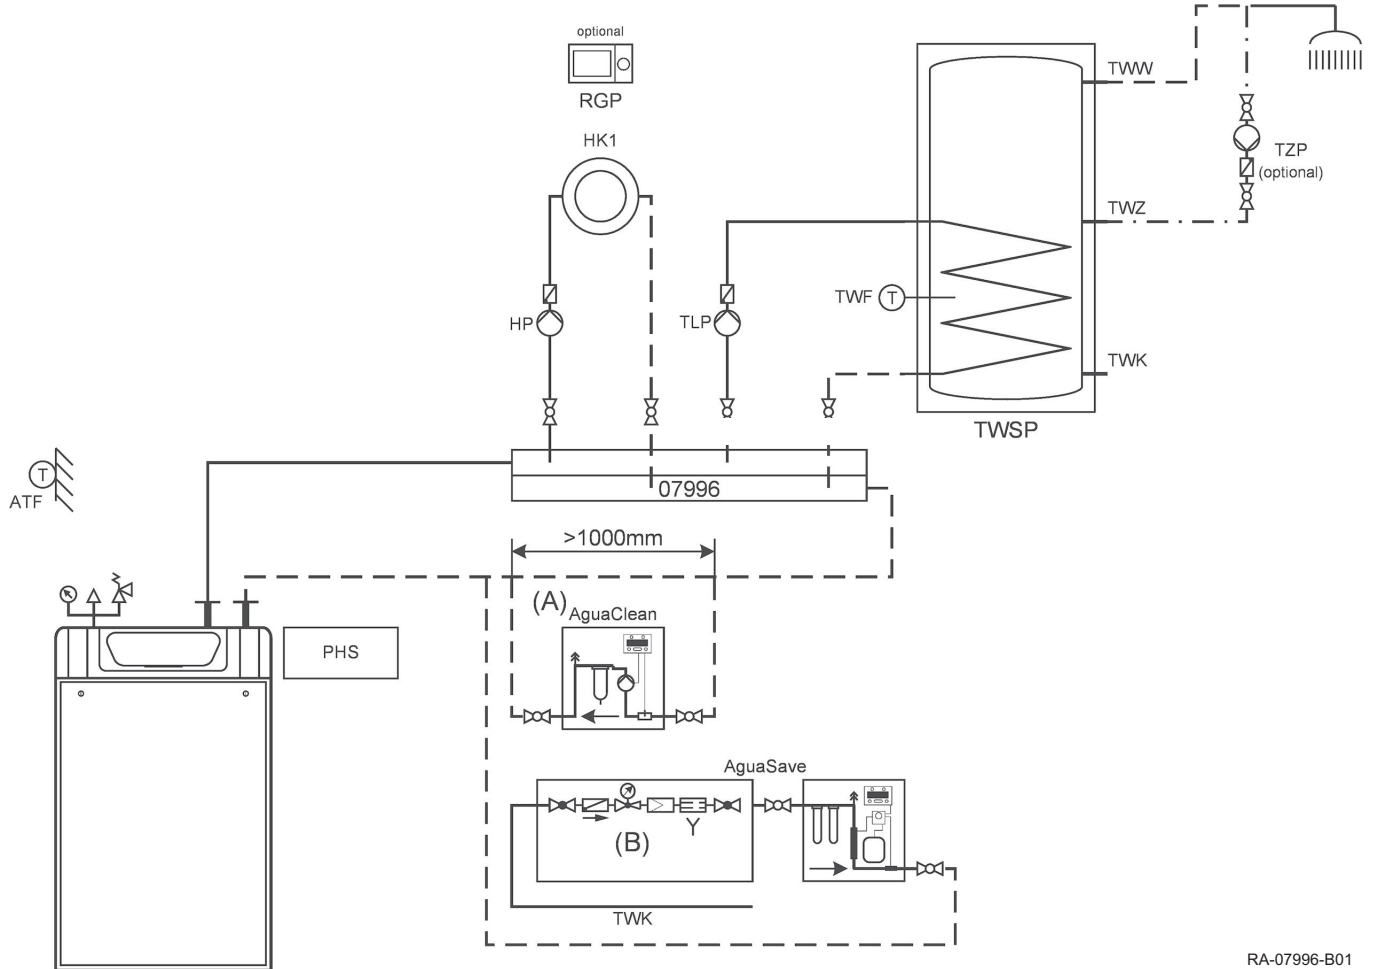 optional
RGP
HK1
TWW
TZP
(optional)
TWZ
TWF T
HP
TLP
TWK
TWSP
T
ATF
07996
>1000mm
(A)
AguaClean
PHS
AguaSave
(B)
Y
TWK
RA-07996-B01